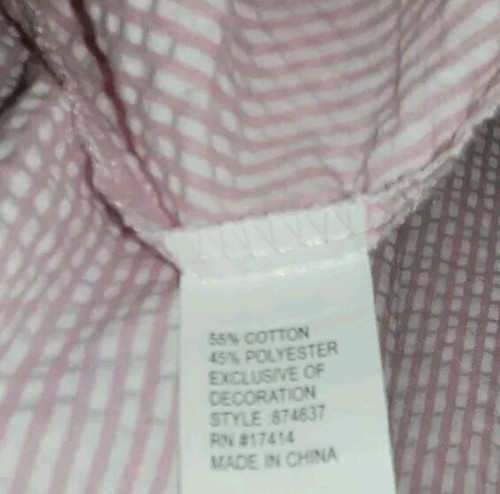 55% COTTON
45% POLYESTER
EXCLUSIVE OF
DECORATION
STYLE :874637
RN #17414
MADE IN CHINA